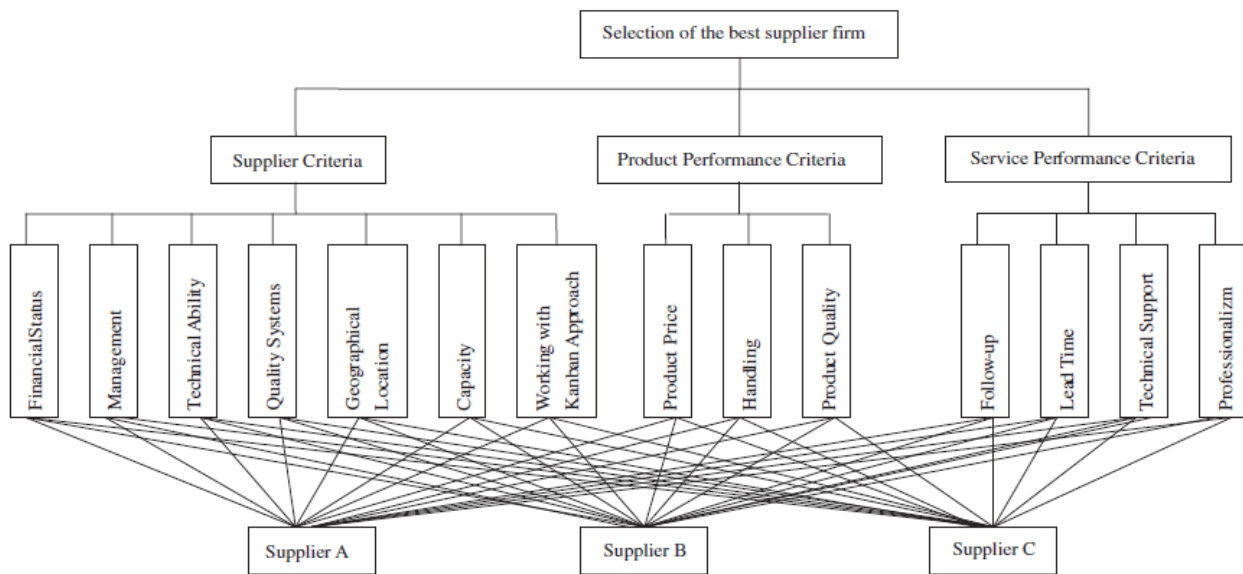 Selection of the best supplier firm
Supplier Criteria
Product Performance Criteria
Service Performance Criteria
FinancialStatus
Management
Technical Ability
Quality Systems
Geographical
Location
Capacity
Working with
Kanban Approach
Product Price
Handling
Product Quality
Follow-up
Lead Time
Technical Support
Professionalizm
Supplier A
Supplier B
Supplier C